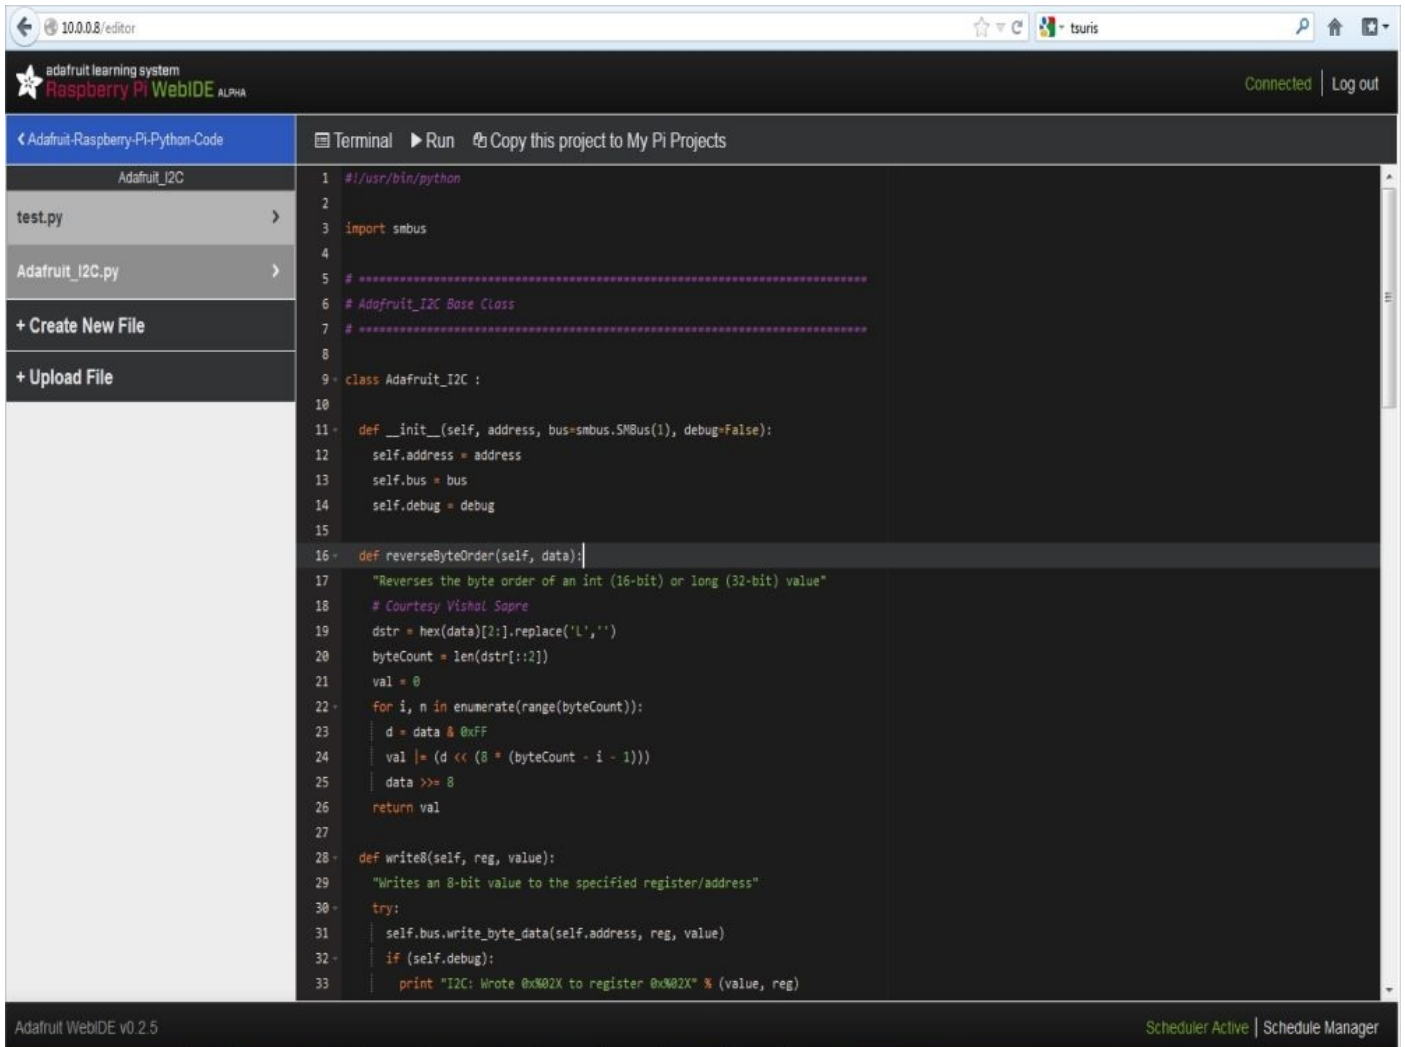 10.0.0.8/editor
tsuris
adafruit learning system
Raspberry Pi WebIDE ALPHA
Connected | Log out
Adafruit-Raspberry-Pi-Python-Code
Terminal Run Copy this project to My Pi Projects
Adafruit_I2C
test.py
Adafruit_I2C.py
+ Create New File
+ Upload File
1 #!/usr/bin/python
2
3 import smbus
4
5 # ===========================================================================
6 # Adafruit_I2C Base Class
7 # ===========================================================================
8
9 class Adafruit_I2C :
10
11 def __init__(self, address, bus=smbus.SMBus(1), debug=False):
12 self.address = address
13 self.bus = bus
14 self.debug = debug
15
16 def reverseByteOrder(self, data):
17 "Reverses the byte order of an int (16-bit) or long (32-bit) value"
18 # Courtesy Vishal Sapre
19 dstr = hex(data)[2:].replace('L','')
20 byteCount = len(dstr[::2])
21 val = 0
22 for i, n in enumerate(range(byteCount)):
23 d = data & 0xFF
24 val |= (d << (8 * (byteCount - i - 1)))
25 data >>= 8
26 return val
27
28 def write8(self, reg, value):
29 "Writes an 8-bit value to the specified register/address"
30 try:
31 self.bus.write_byte_data(self.address, reg, value)
32 if (self.debug):
33 print "I2C: Wrote 0x%02X to register 0x%02X" % (value, reg)
Adafruit WebIDE v0.2.5
Scheduler Active | Schedule Manager